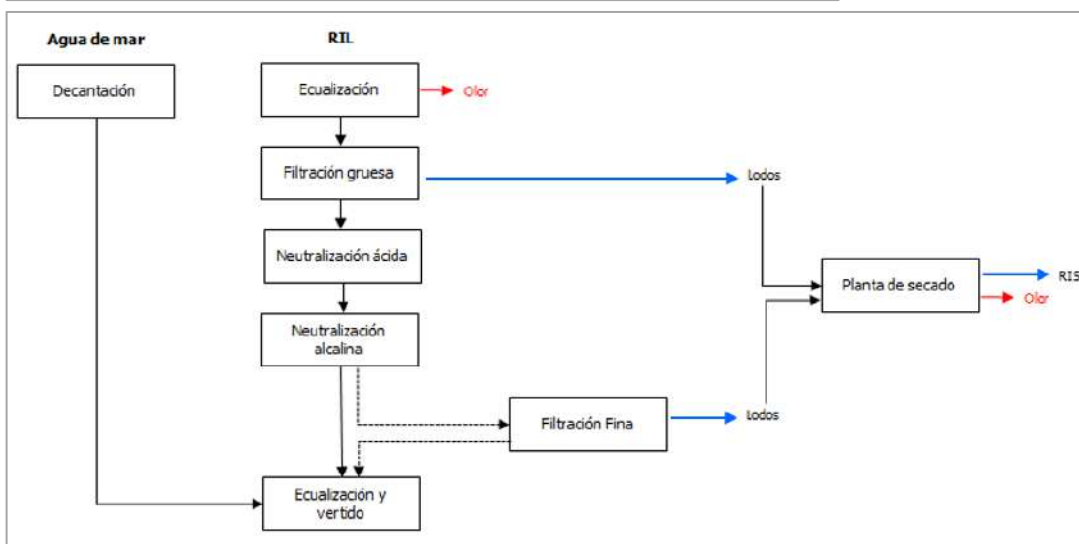 Agua de mar
RIL
Decantación
Ecualización
Olor
Filtración gruesa
Lodos
Neutralización ácida
Planta de secado
RIS
Olor
Neutralización
alcalina
Filtración Fina
Lodos
Ecualización y
vertido